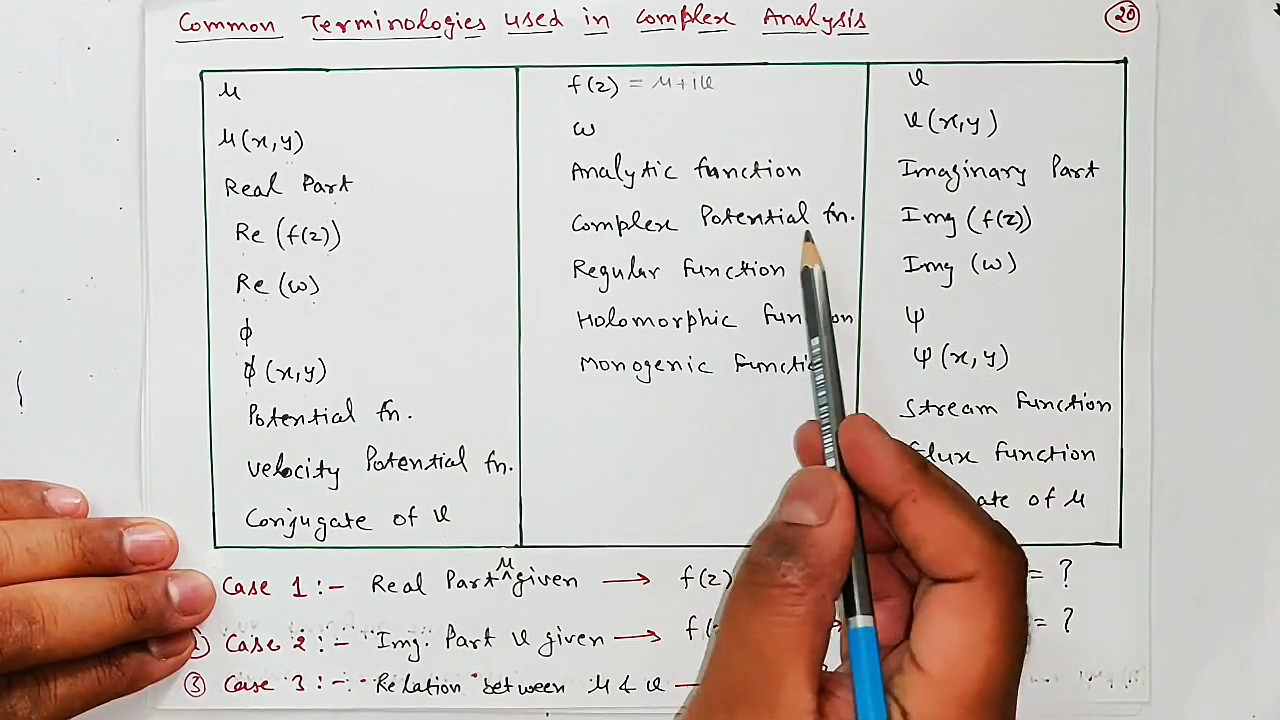 Common Terminologies used in Complex Analysis
20
u
u(x,y)
Real Part
Re (f(z))
Re (ω)
ϕ
ϕ(x,y)
Potential fn.
velocity Potential fn.
Conjugate of v
f(z) = u+iv
ω
Analytic function
Complex Potential fn.
Regular function
Holomorphic
Monogenic
v
v(x,y)
Imaginary Part
Img (f(z))
Img (ω)
ψ
ψ(x,y)
Stream function
function
of u
Case 1:- Real Part u given → f(z) = ?
Case 2:- Img. Part v given → = ?
③ Case 3:- Relation between u & v